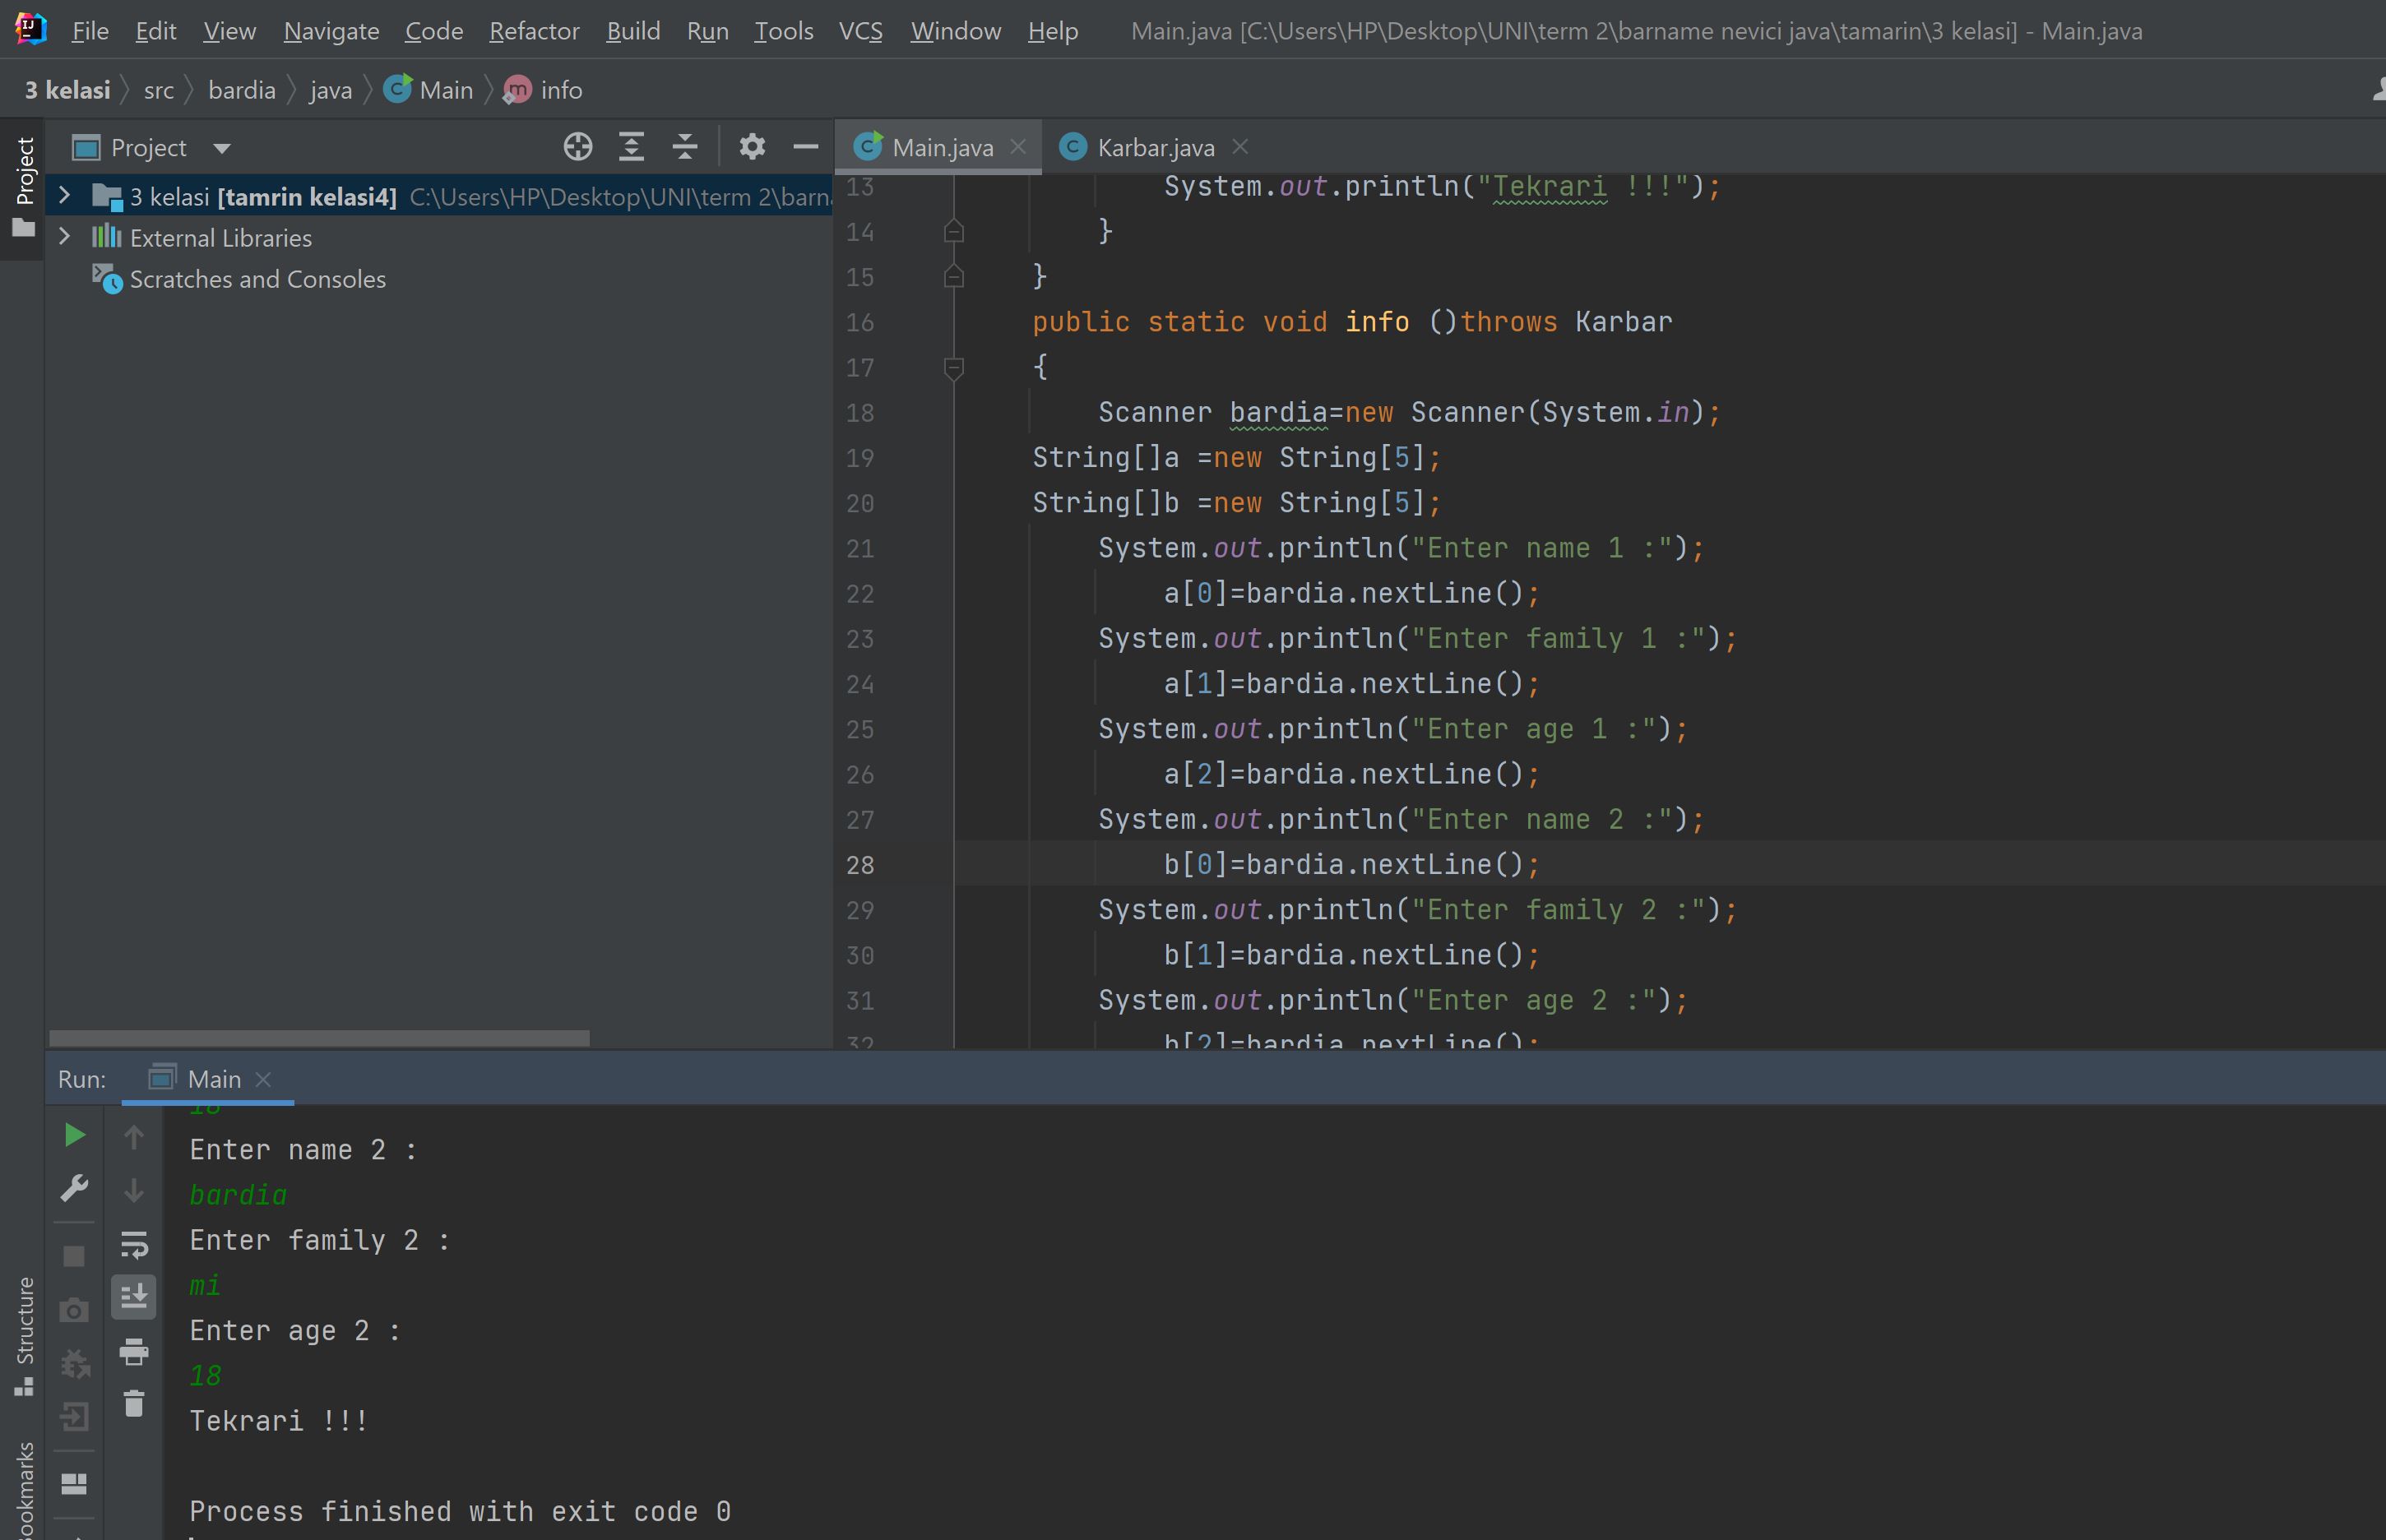 File Edit View Navigate Code Refactor Build Run Tools VCS Window Help Main.java [C:\Users\HP\Desktop\UNI\term 2\barname nevici java\tamarin\3 kelasi] - Main.java
3 kelasi src bardia java Main info
Project
Project
3 kelasi [tamrin kelasi4] C:\Users\HP\Desktop\UNI\term 2\barna
External Libraries
Scratches and Consoles
Main.java Karbar.java
13 System.out.println("Tekrari !!!");
14 }
15 }
16 public static void info ()throws Karbar
17 {
18 Scanner bardia=new Scanner(System.in);
19 String[]a =new String[5];
20 String[]b =new String[5];
21 System.out.println("Enter name 1 :");
22 a[0]=bardia.nextLine();
23 System.out.println("Enter family 1 :");
24 a[1]=bardia.nextLine();
25 System.out.println("Enter age 1 :");
26 a[2]=bardia.nextLine();
27 System.out.println("Enter name 2 :");
28 b[0]=bardia.nextLine();
29 System.out.println("Enter family 2 :");
30 b[1]=bardia.nextLine();
31 System.out.println("Enter age 2 :");
32 b[2]=bardia.nextLine();
Run: Main
18
Enter name 2 :
bardia
Enter family 2 :
mi
Enter age 2 :
18
Tekrari !!!
Process finished with exit code 0
Structure
Bookmarks